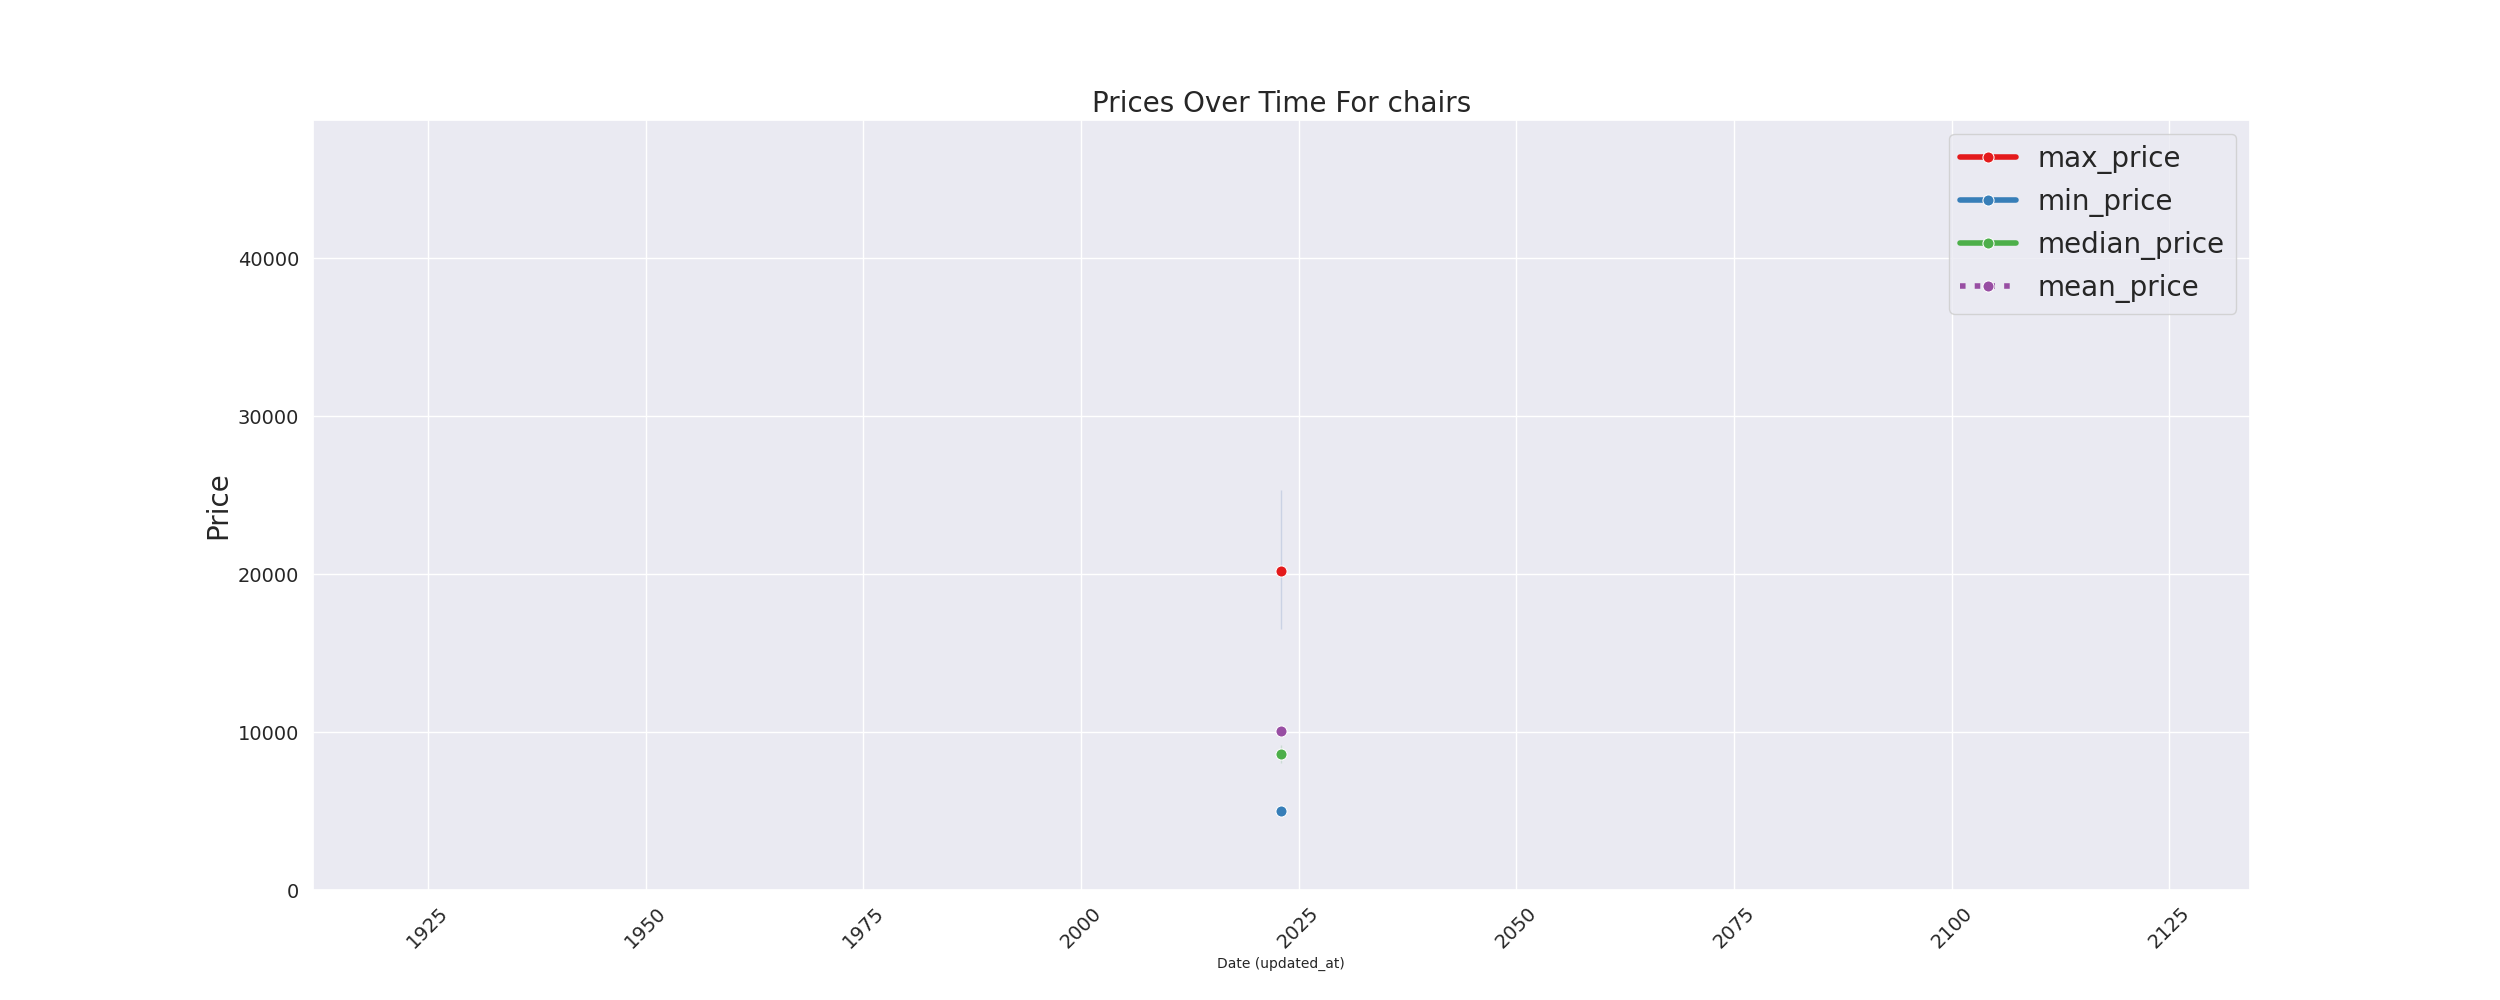 Prices Over Time For chairs
max_price
min_price
median_price
mean_price
Price
40000
30000
20000
10000
0
1925
1950
1975
2000
2025
2050
2075
2100
2125
Date (updated_at)